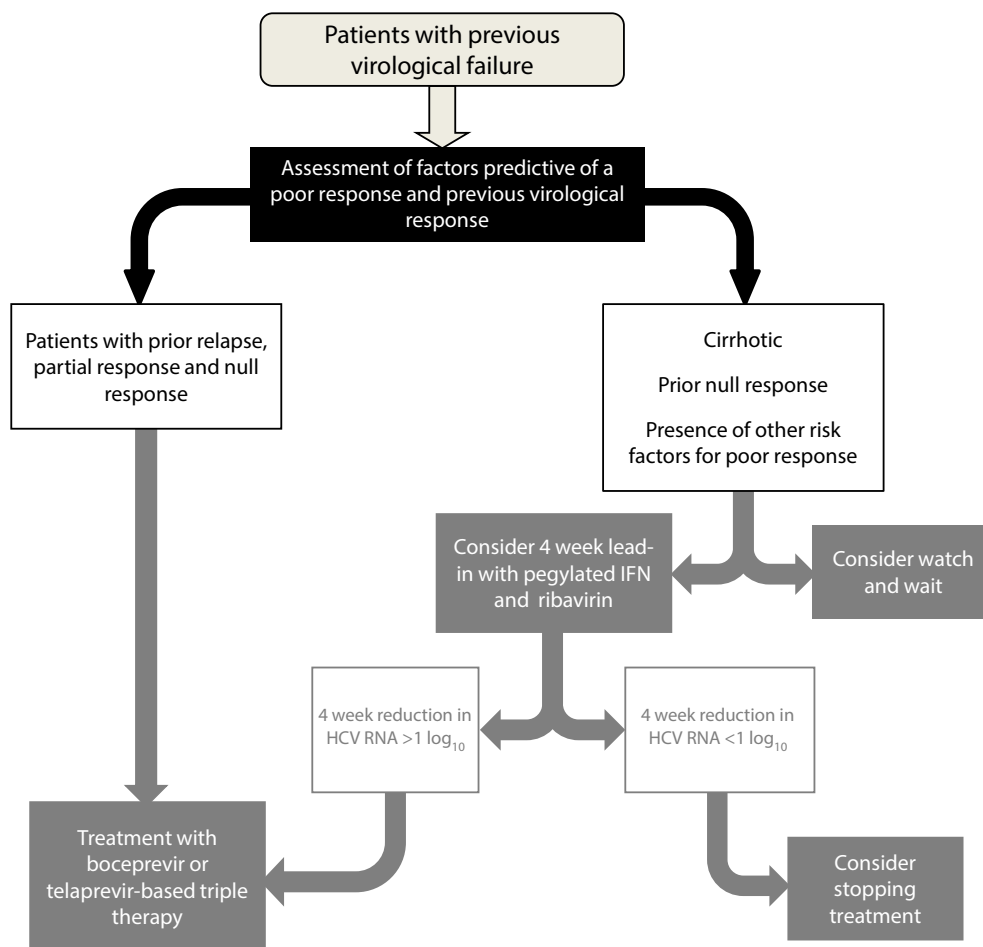 Patients with previous
virological failure
Assessment of factors predictive of a
poor response and previous virological
response
Patients with prior relapse,
partial response and null
response
Cirrhotic
Prior null response
Presence of other risk
factors for poor response
Consider 4 week lead-
in with pegylated IFN
and ribavirin
Consider watch
and wait
4 week reduction in
HCV RNA >1 log₁₀
4 week reduction in
HCV RNA <1 log₁₀
Treatment with
boceprevir or
telaprevir-based triple
therapy
Consider
stopping
treatment